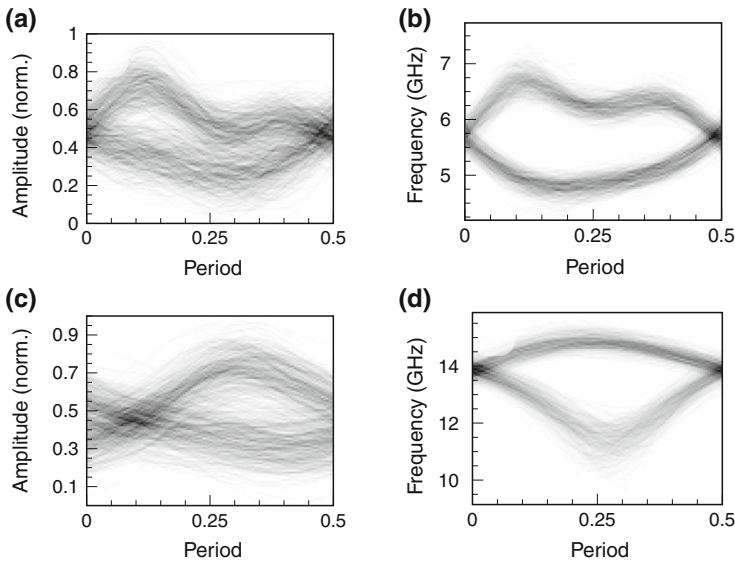 (a)
Amplitude (norm.)
1
0.8
0.6
0.4
0.2
0
0
0.25
0.5
Period
(b)
Frequency (GHz)
7
6
5
0
0.25
0.5
Period
(c)
Amplitude (norm.)
0.9
0.7
0.5
0.3
0.1
0
0.25
0.5
Period
(d)
Frequency (GHz)
14
12
10
0
0.25
0.5
Period